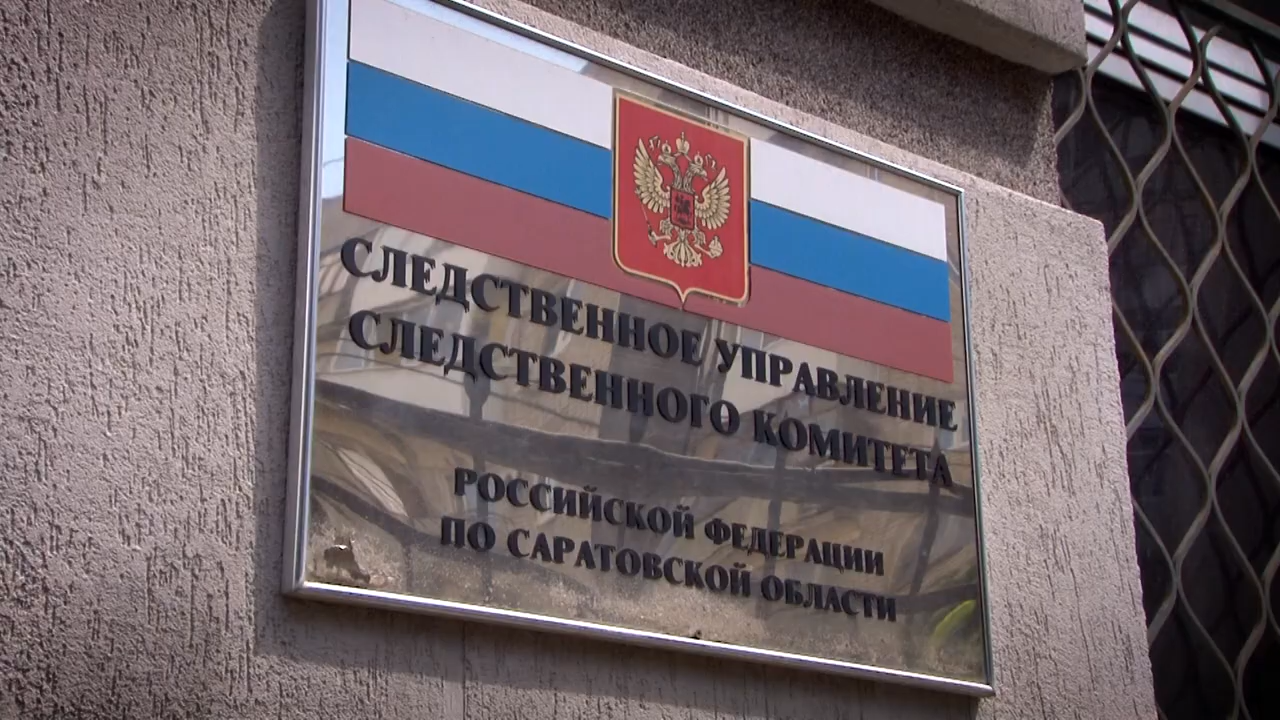 СЛЕДСТВЕННОЕ УПРАВЛЕНИЕ
СЛЕДСТВЕННОГО КОМИТЕТА
РОССИЙСКОЙ ФЕДЕРАЦИИ
ПО САРАТОВСКОЙ ОБЛАСТИ